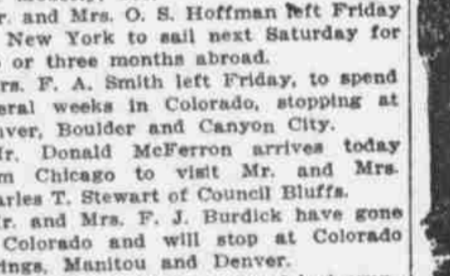 r. and Mrs. O. S. Hoffman left Friday
New York to sail next Saturday for
or three months abroad.
rs. F. A. Smith left Friday, to spend
eral weeks in Colorado, stopping at
ver, Boulder and Canyon City.
r. Donald McFerron arrives today
m Chicago to visit Mr. and Mrs.
arles T. Stewart of Council Bluffs.
r. and Mrs. F. J. Burdick have gone
Colorado and will stop at Colorado
ings, Manitou and Denver.